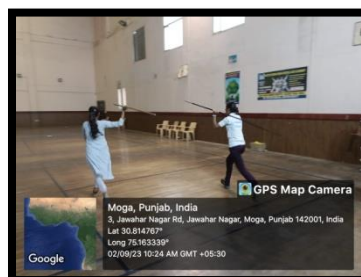 GPS Map Camera
Moga, Punjab, India
3, Jawahar Nagar Rd, Jawahar Nagar, Moga, Punjab 142001, India
Lat 30.814767°
Long 75.163339°
02/09/23 10:24 AM GMT +05:30
Google